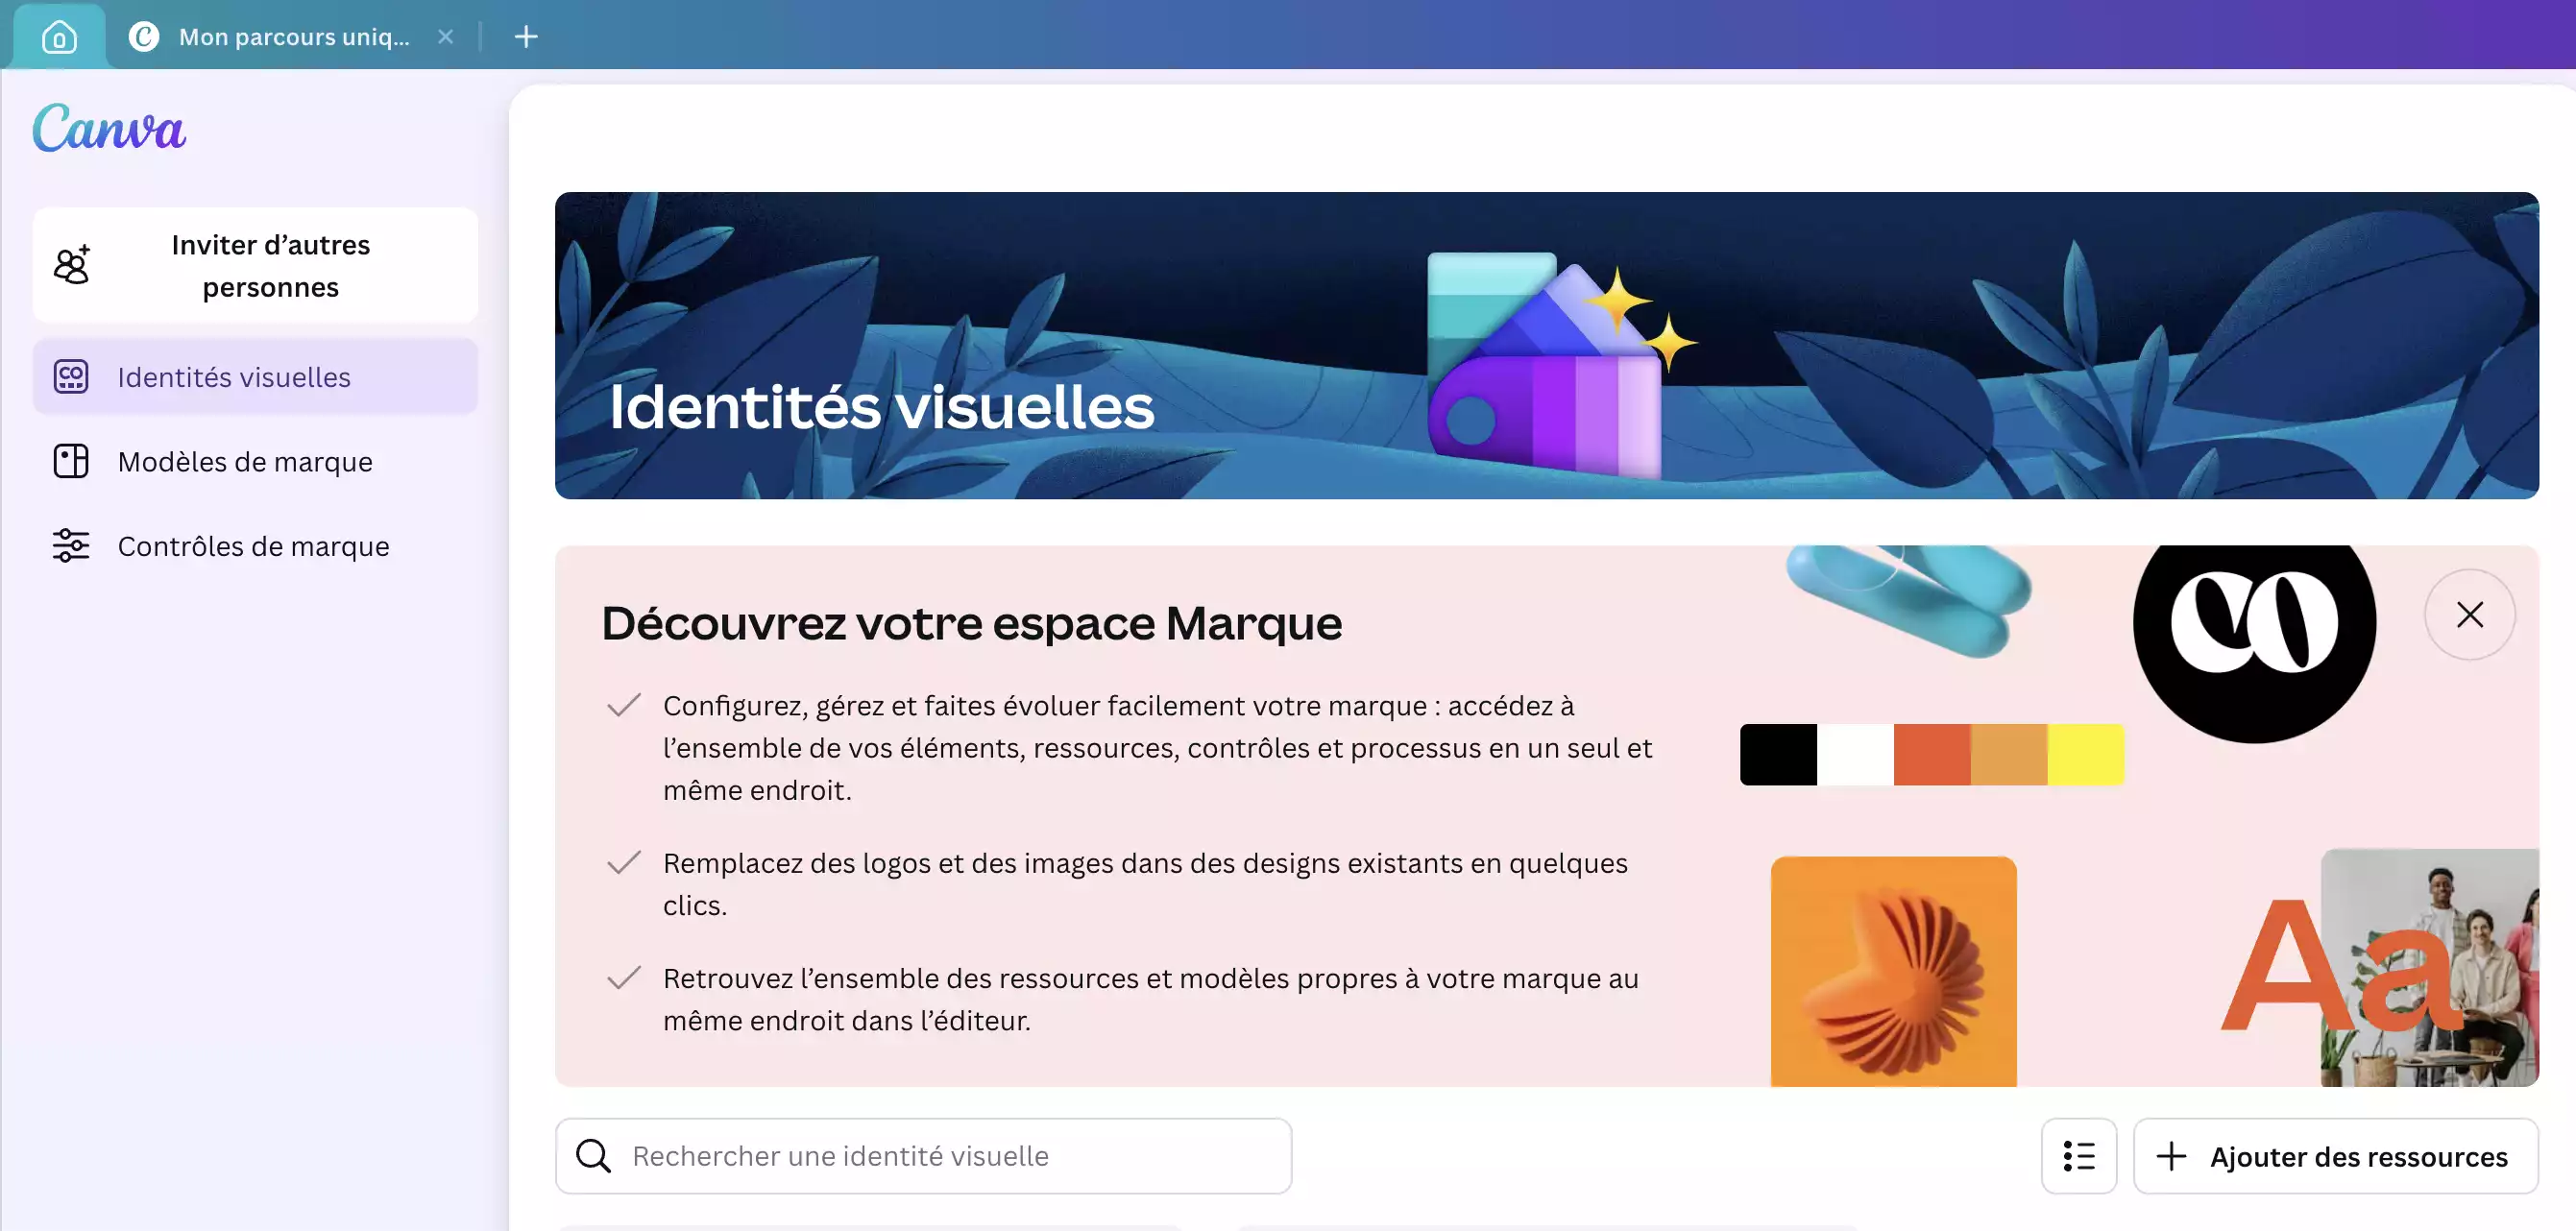 Mon parcours uniq...
Canva
Inviter d’autres
personnes
Identités visuelles
Modèles de marque
Contrôles de marque
Identités visuelles
Découvrez votre espace Marque
Configurez, gérez et faites évoluer facilement votre marque : accédez à
l’ensemble de vos éléments, ressources, contrôles et processus en un seul et
même endroit.
Remplacez des logos et des images dans des designs existants en quelques
clics.
Retrouvez l’ensemble des ressources et modèles propres à votre marque au
même endroit dans l’éditeur.
CO
Aa
Rechercher une identité visuelle
Ajouter des ressources